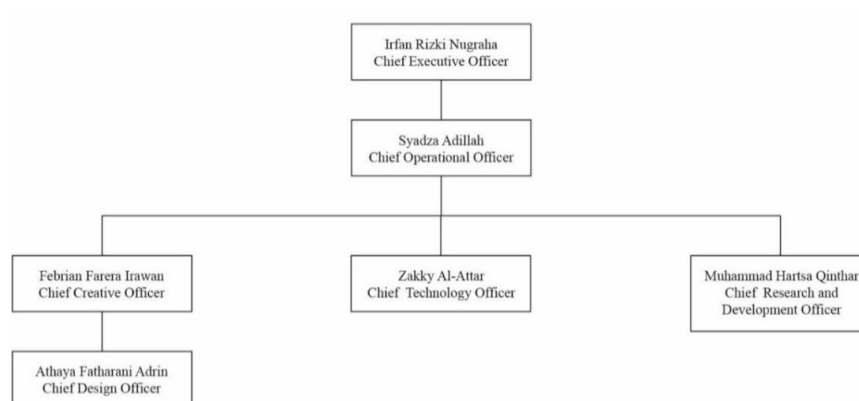 Irfan Rizki Nugraha
Chief Executive Officer
Syadza Adillah
Chief Operational Officer
Febrian Farera Irawan
Chief Creative Officer
Zakky Al-Attar
Chief Technology Officer
Muhammad Hartsa Qinthar
Chief Research and
Development Officer
Athaya Fatharani Adrin
Chief Design Officer